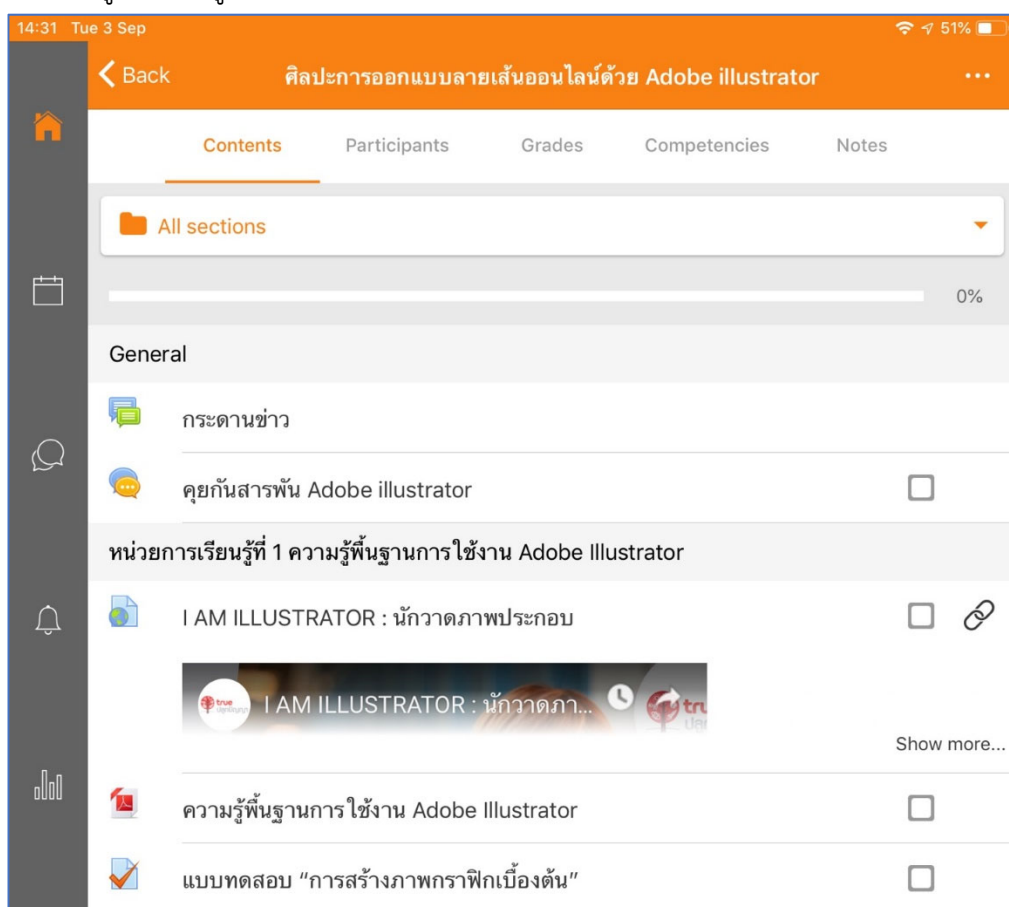 14:31 Tue 3 Sep 51%
Back ศิลปะการออกแบบลายเส้นออนไลน์ด้วย Adobe illustrator
Contents Participants Grades Competencies Notes
All sections
0%
General
กระดานข่าว
คุยกันสารพัน Adobe illustrator
หน่วยการเรียนรู้ที่ 1 ความรู้พื้นฐานการใช้งาน Adobe Illustrator
I AM ILLUSTRATOR : นักวาดภาพประกอบ
true I AM ILLUSTRATOR : นักวาดภา...
Show more...
ความรู้พื้นฐานการใช้งาน Adobe Illustrator
แบบทดสอบ “การสร้างภาพกราฟิกเบื้องต้น”